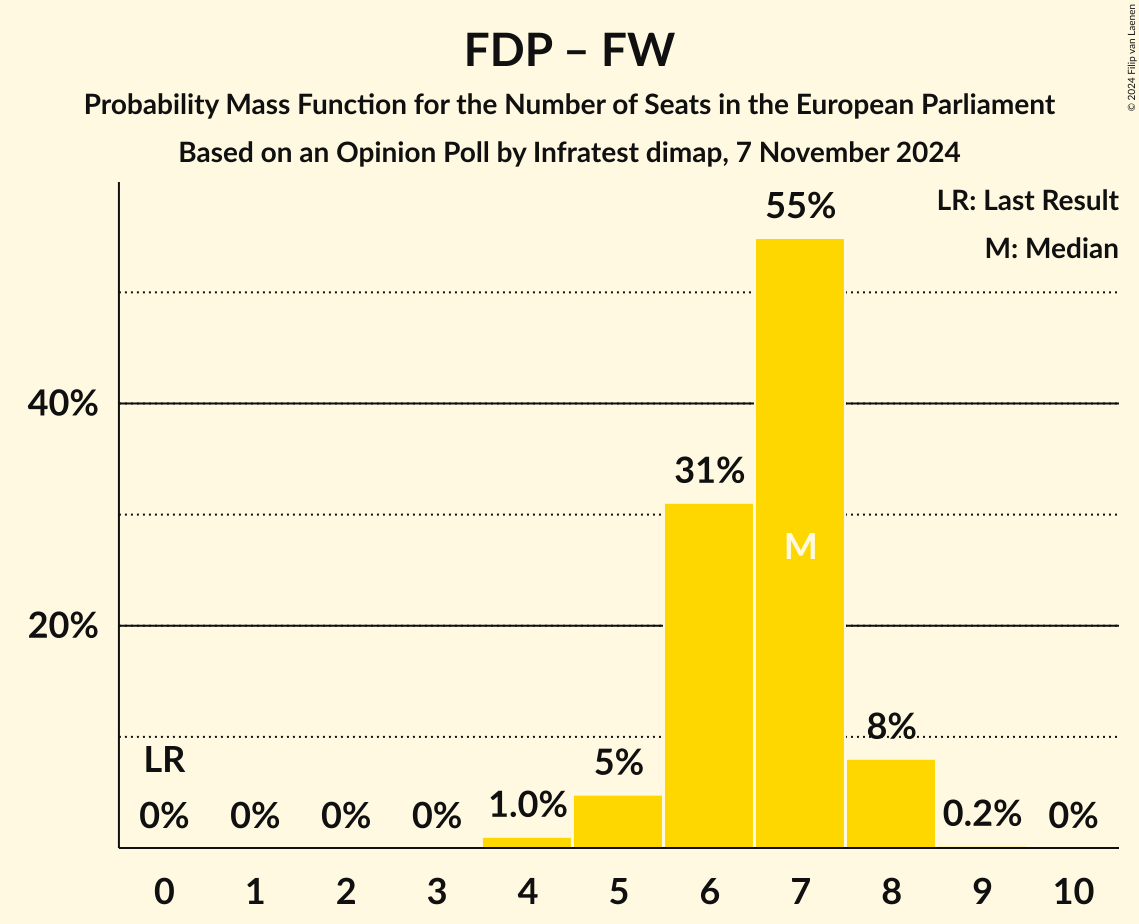 FDP – FW
Probability Mass Function for the Number of Seats in the European Parliament
Based on an Opinion Poll by Infratest dimap, 7 November 2024
© 2024 Filip van Laenen
LR: Last Result
M: Median
55%
40%
31%
M
20%
8%
LR
5%
0% 0% 0% 0% 1.0% 0.2% 0%
0 1 2 3 4 5 6 7 8 9 10